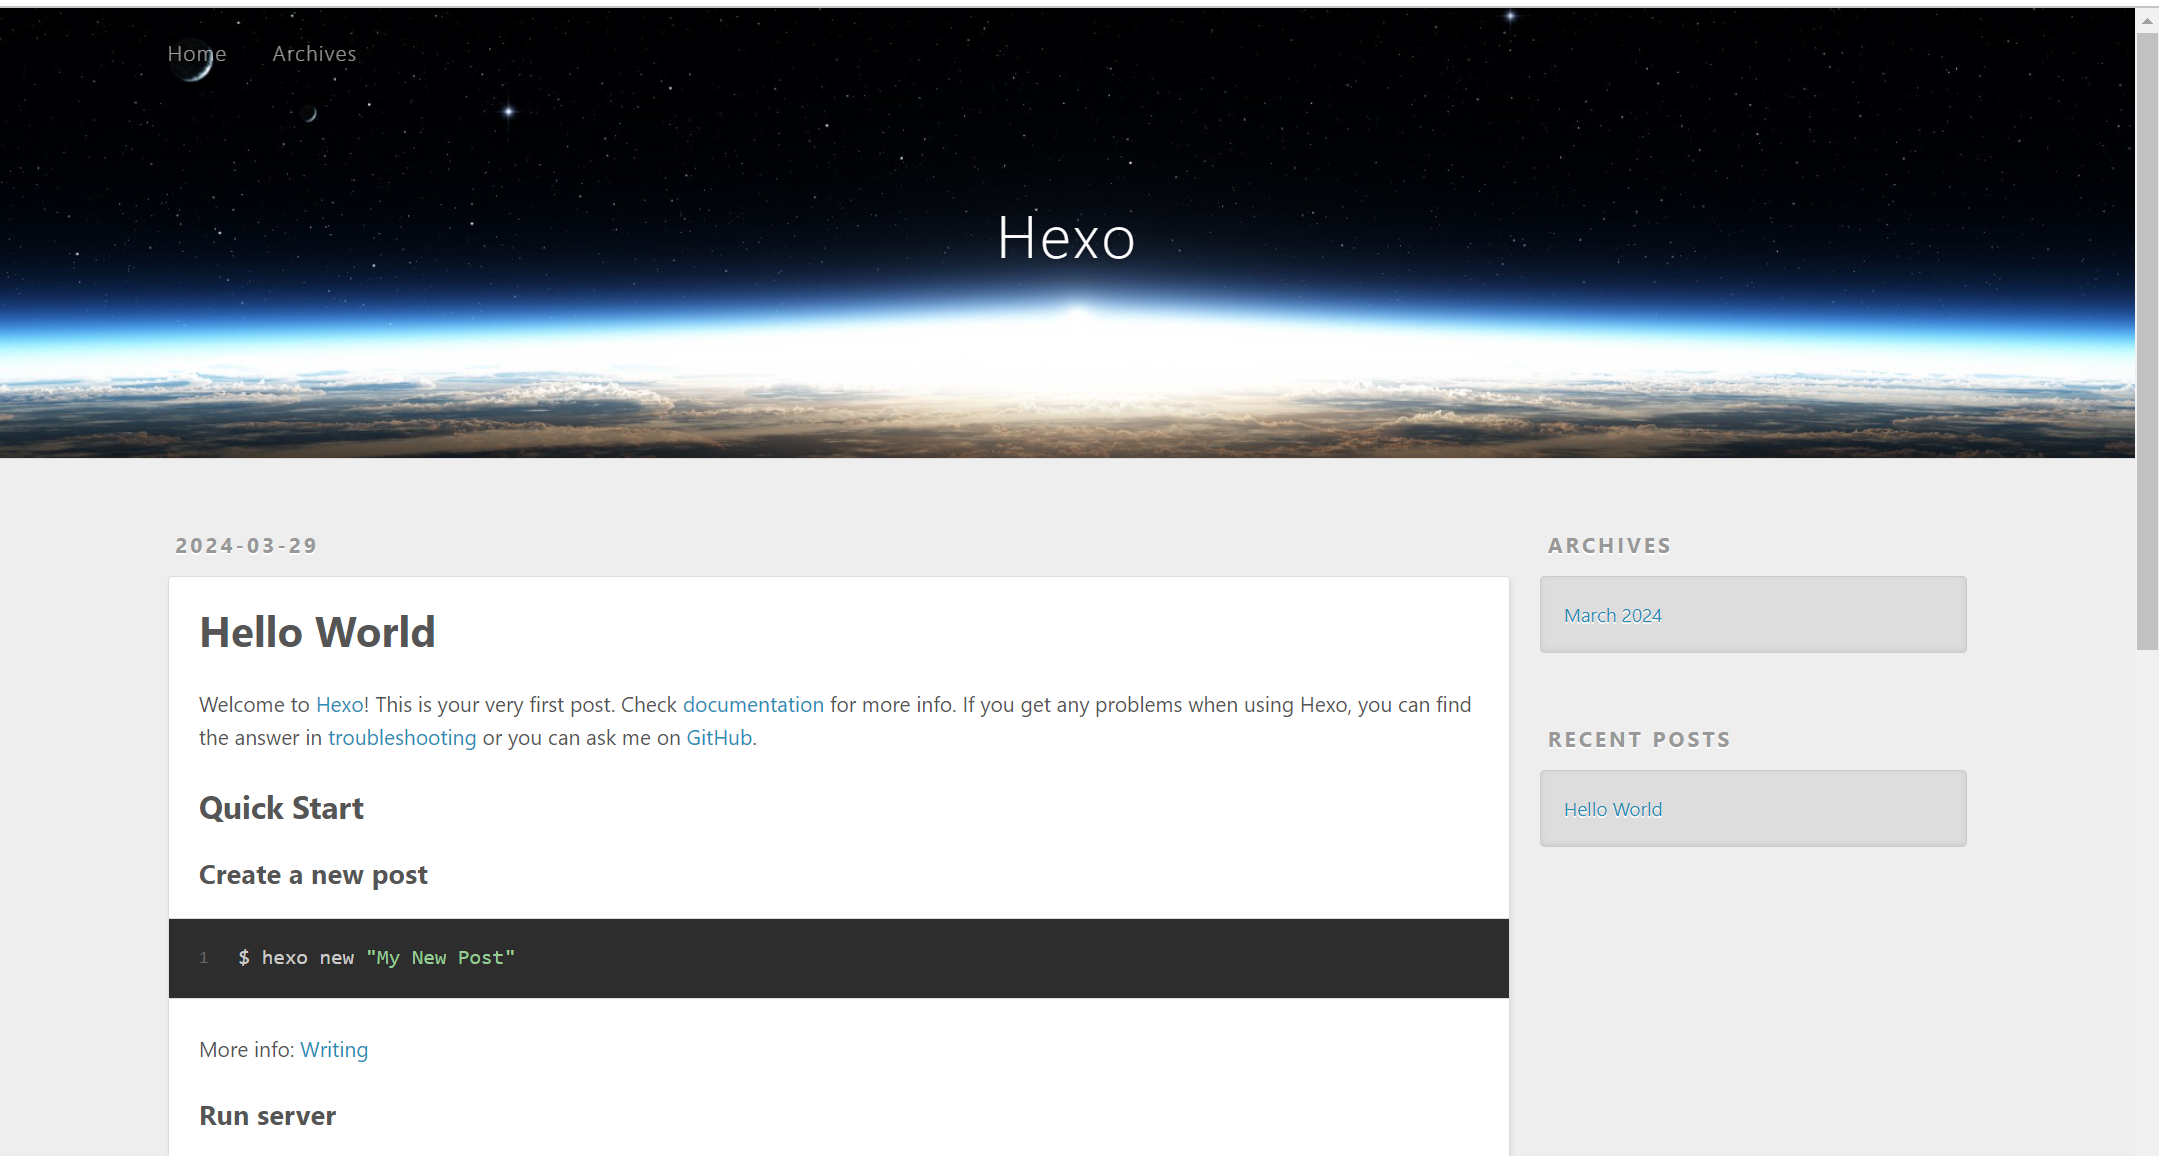 Home Archives
Hexo
2024-03-29
Hello World
Welcome to Hexo! This is your very first post. Check documentation for more info. If you get any problems when using Hexo, you can find
the answer in troubleshooting or you can ask me on GitHub.
Quick Start
Create a new post
1 $ hexo new "My New Post"
More info: Writing
Run server
ARCHIVES
March 2024
RECENT POSTS
Hello World